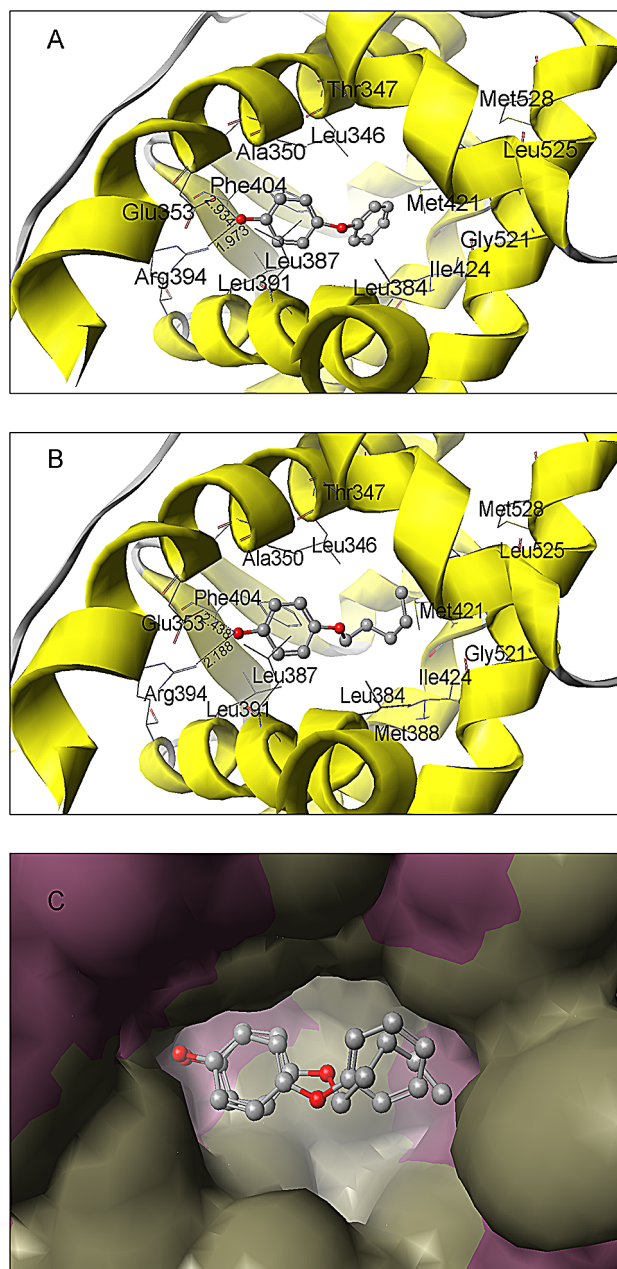 A
Thr347
Met528
Leu346
Ala350
Leu525
Phe404
Met421
Glu353
2.934
1.973
Gly521
Leu387
Arg394
Ile424
Leu391
Leu384
B
Thr347
Met528
Leu346
Ala350
Leu525
Phe404
Met421
Glu353
2.188
Gly521
Leu387
Ile424
Arg394
Leu384
Leu391
Met388
C